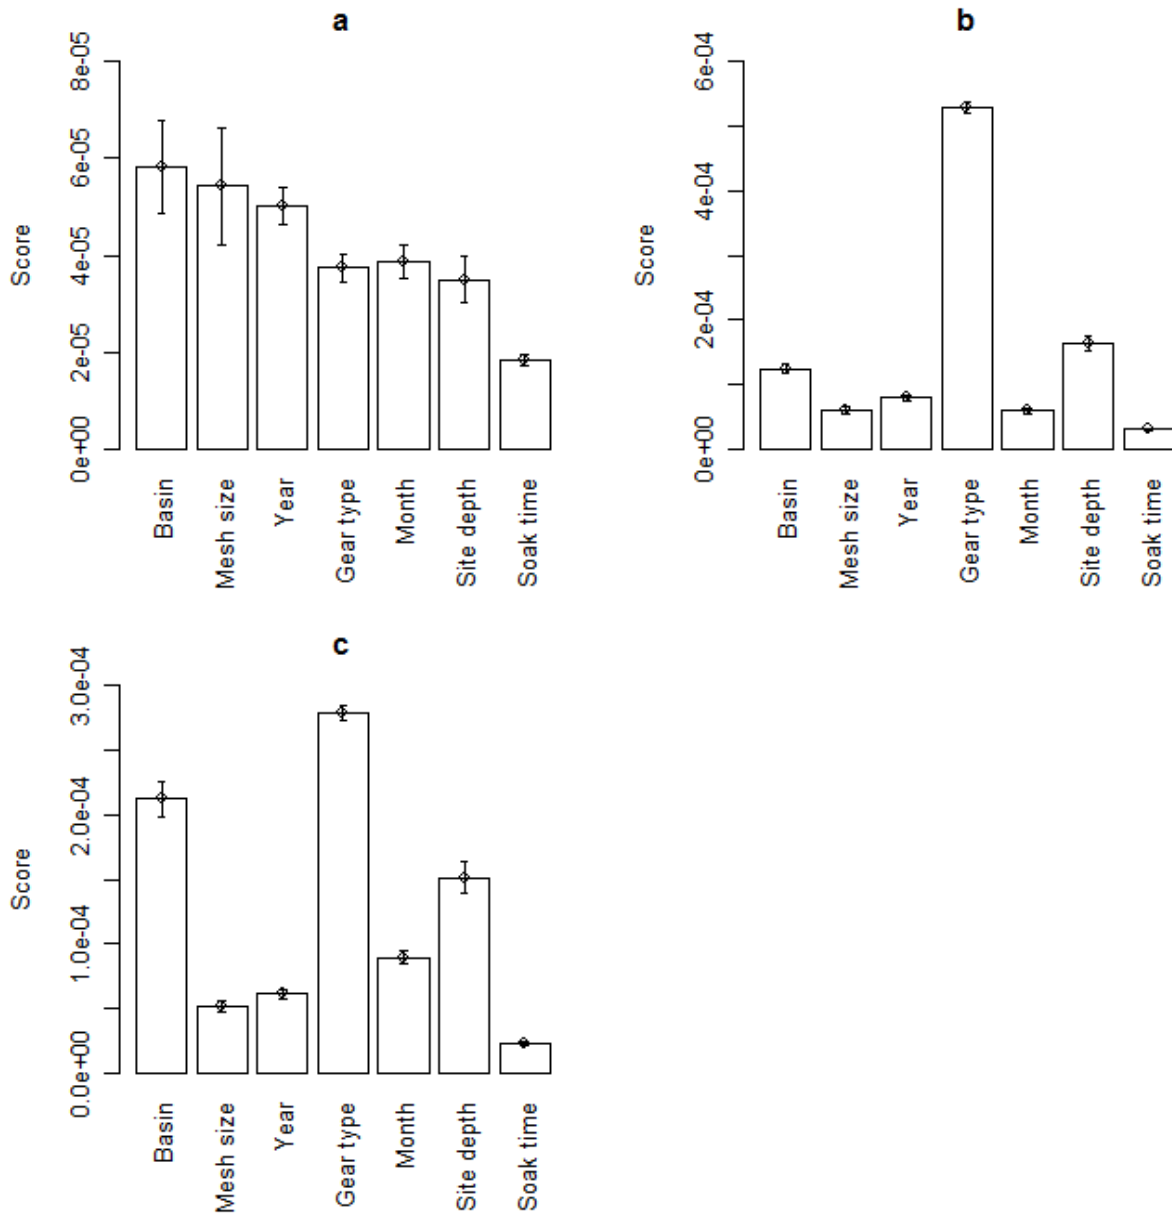 a
Score
8e-05
6e-05
4e-05
2e-05
0e+00
Basin
Mesh size
Year
Gear type
Month
Site depth
Soak time
b
Score
6e-04
4e-04
2e-04
0e+00
Basin
Mesh size
Year
Gear type
Month
Site depth
Soak time
c
Score
3.0e-04
2.0e-04
1.0e-04
0.0e+00
Basin
Mesh size
Year
Gear type
Month
Site depth
Soak time